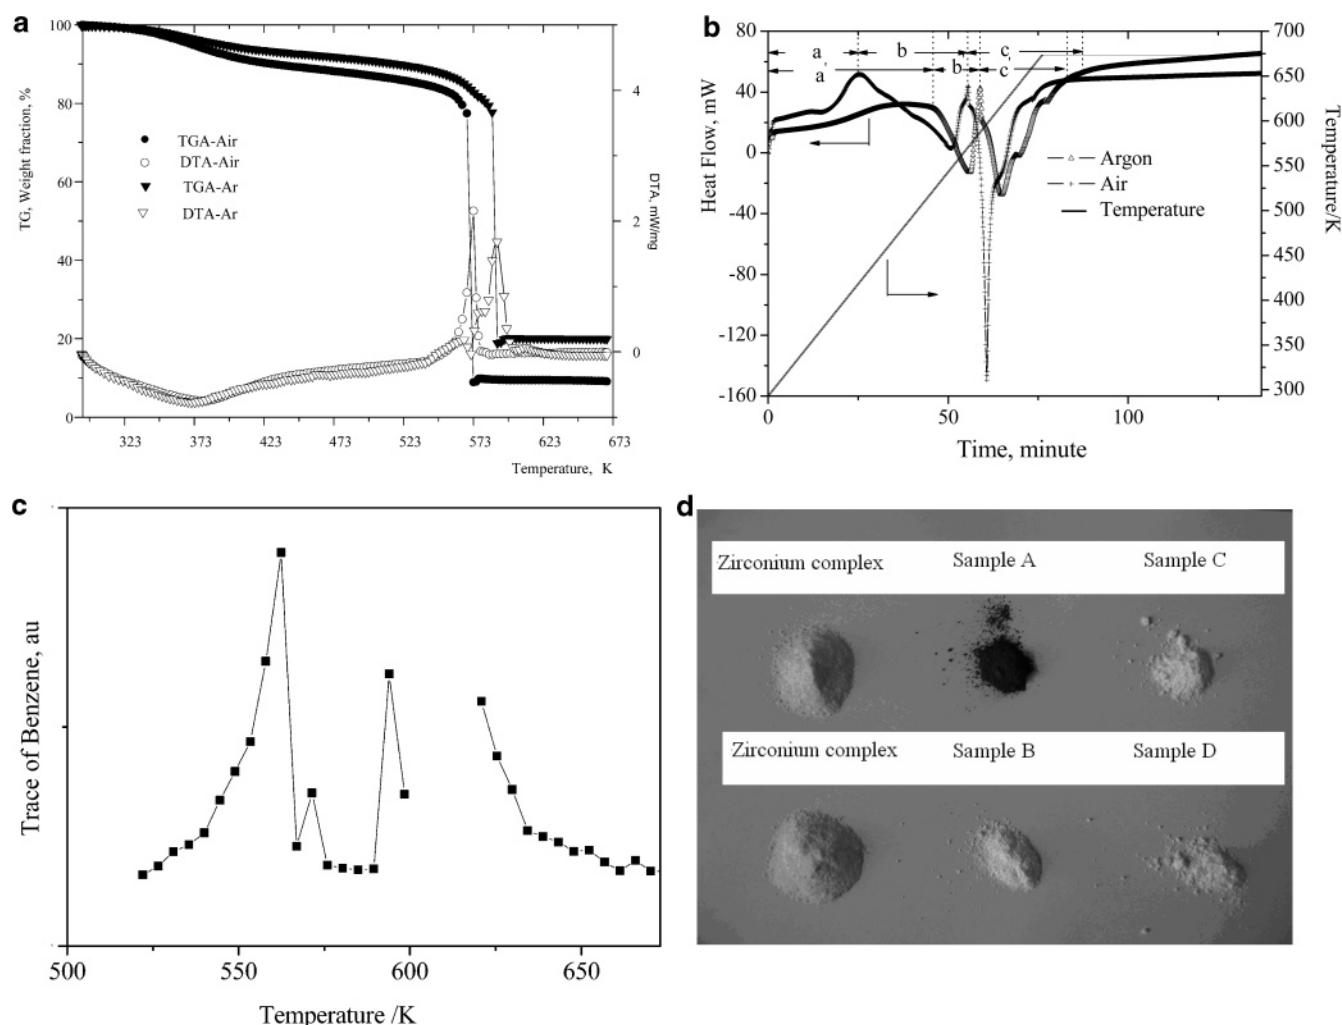 a
100
80
60
40
20
0
TG, Weight fraction, %
TGA-Air
DTA-Air
TGA-Ar
DTA-Ar
4
2
0
DTA, mW/mg
323 373 423 473 523 573 623 673
Temperature, K
b
80
40
0
-40
-80
-120
-160
Heat Flow, mW
a b c
a' b' c'
Argon
Air
Temperature
700
650
600
550
500
450
400
350
300
Temperature/K
0 50 100
Time, minute
c
Trace of Benzene, au
500 550 600 650
Temperature /K
d
Zirconium complex Sample A Sample C
Zirconium complex Sample B Sample D